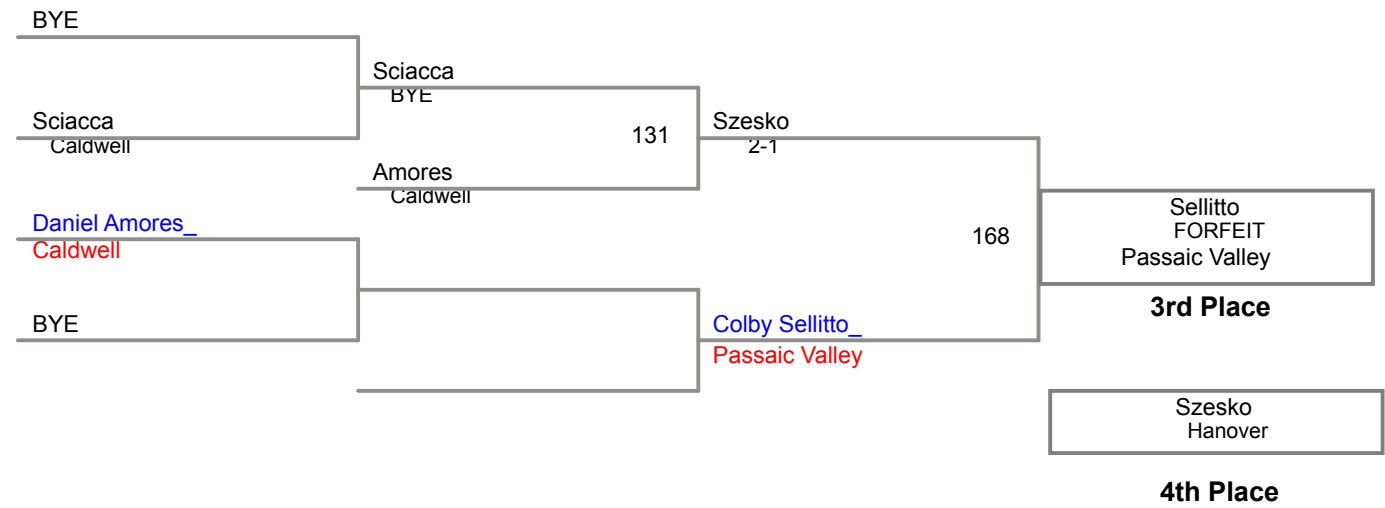 BYE
Sciacca
BYE
Sciacca
Caldwell
131
Szesko
2-1
Amores
Caldwell
Daniel Amores_
Caldwell
168
Sellitto
FORFEIT
Passaic Valley
3rd Place
BYE
Colby Sellitto_
Passaic Valley
Szesko
Hanover
4th Place